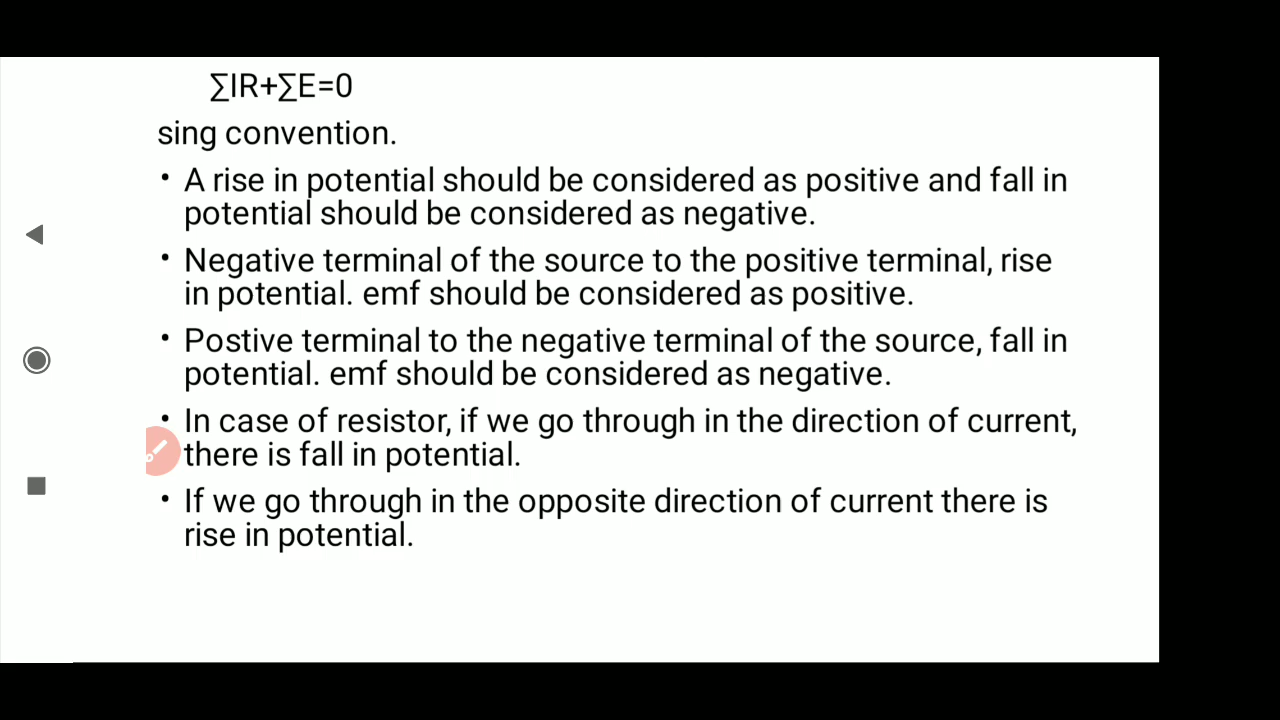 ∑IR+∑E=0
sing convention.
• A rise in potential should be considered as positive and fall in
potential should be considered as negative.
• Negative terminal of the source to the positive terminal, rise
in potential. emf should be considered as positive.
• Postive terminal to the negative terminal of the source, fall in
potential. emf should be considered as negative.
• In case of resistor, if we go through in the direction of current,
there is fall in potential.
• If we go through in the opposite direction of current there is
rise in potential.